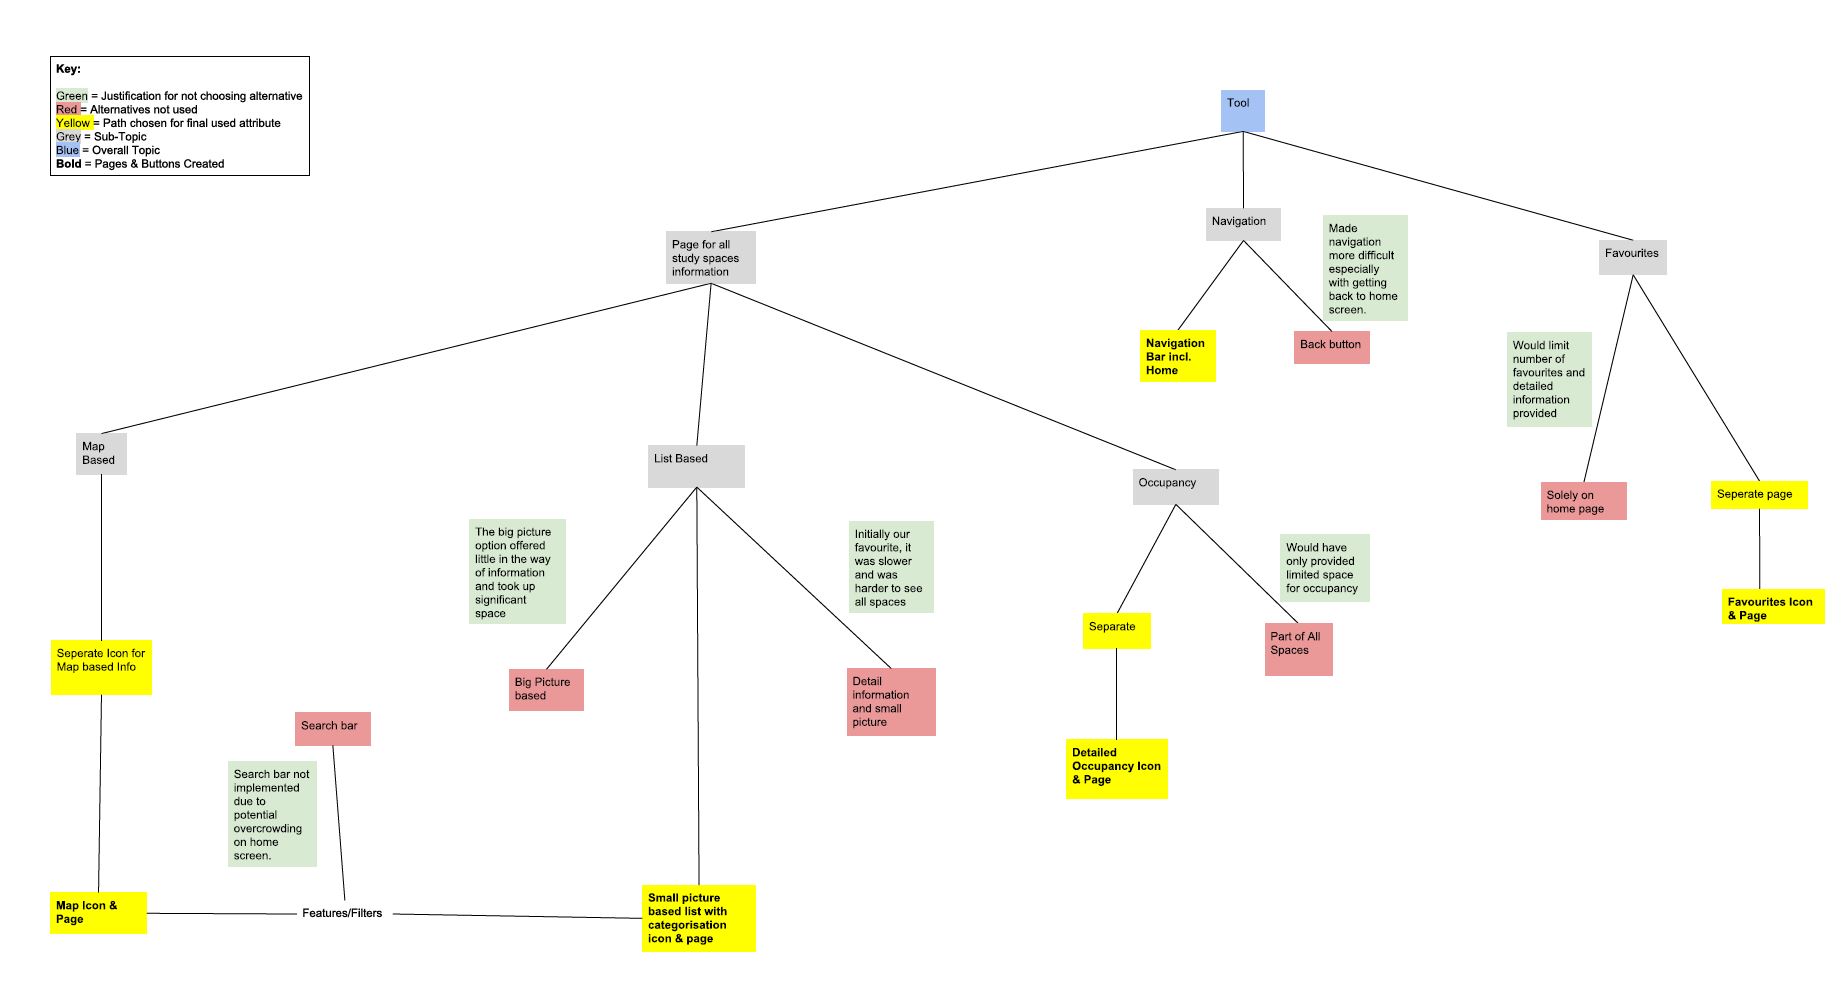 Key:
Green = Justification for not choosing alternative
Red = Alternatives not used
Yellow = Path chosen for final used attribute
Grey = Sub-Topic
Blue = Overall Topic
Bold = Pages & Buttons Created
Tool
Page for all
study spaces
information
Navigation
Made
navigation
more difficult
especially
with getting
back to home
screen.
Favourites
Navigation
Bar incl.
Home
Back button
Would limit
number of
favourites and
detailed
information
provided
Map
Based
List Based
Occupancy
Solely on
home page
Seperate page
The big picture
option offered
little in the way
of information
and took up
significant
space
Initially our
favourite, it
was slower
and was
harder to see
all spaces
Would have
only provided
limited space
for occupancy
Favourites Icon
& Page
Separate
Part of All
Spaces
Seperate Icon for
Map based Info
Big Picture
based
Detail
information
and small
picture
Search bar
Detailed
Occupancy Icon
& Page
Search bar not
implemented
due to
potential
overcrowding
on home
screen.
Map Icon &
Page
Features/Filters
Small picture
based list with
categorisation
icon & page